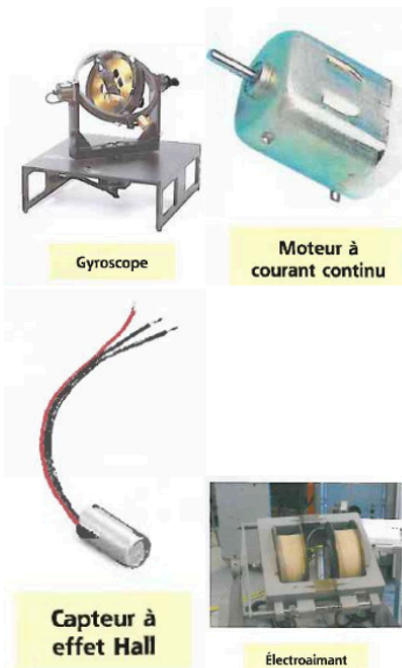 Gyroscope
Moteur à
courant continu
Capteur à
effet Hall
Électroaimant